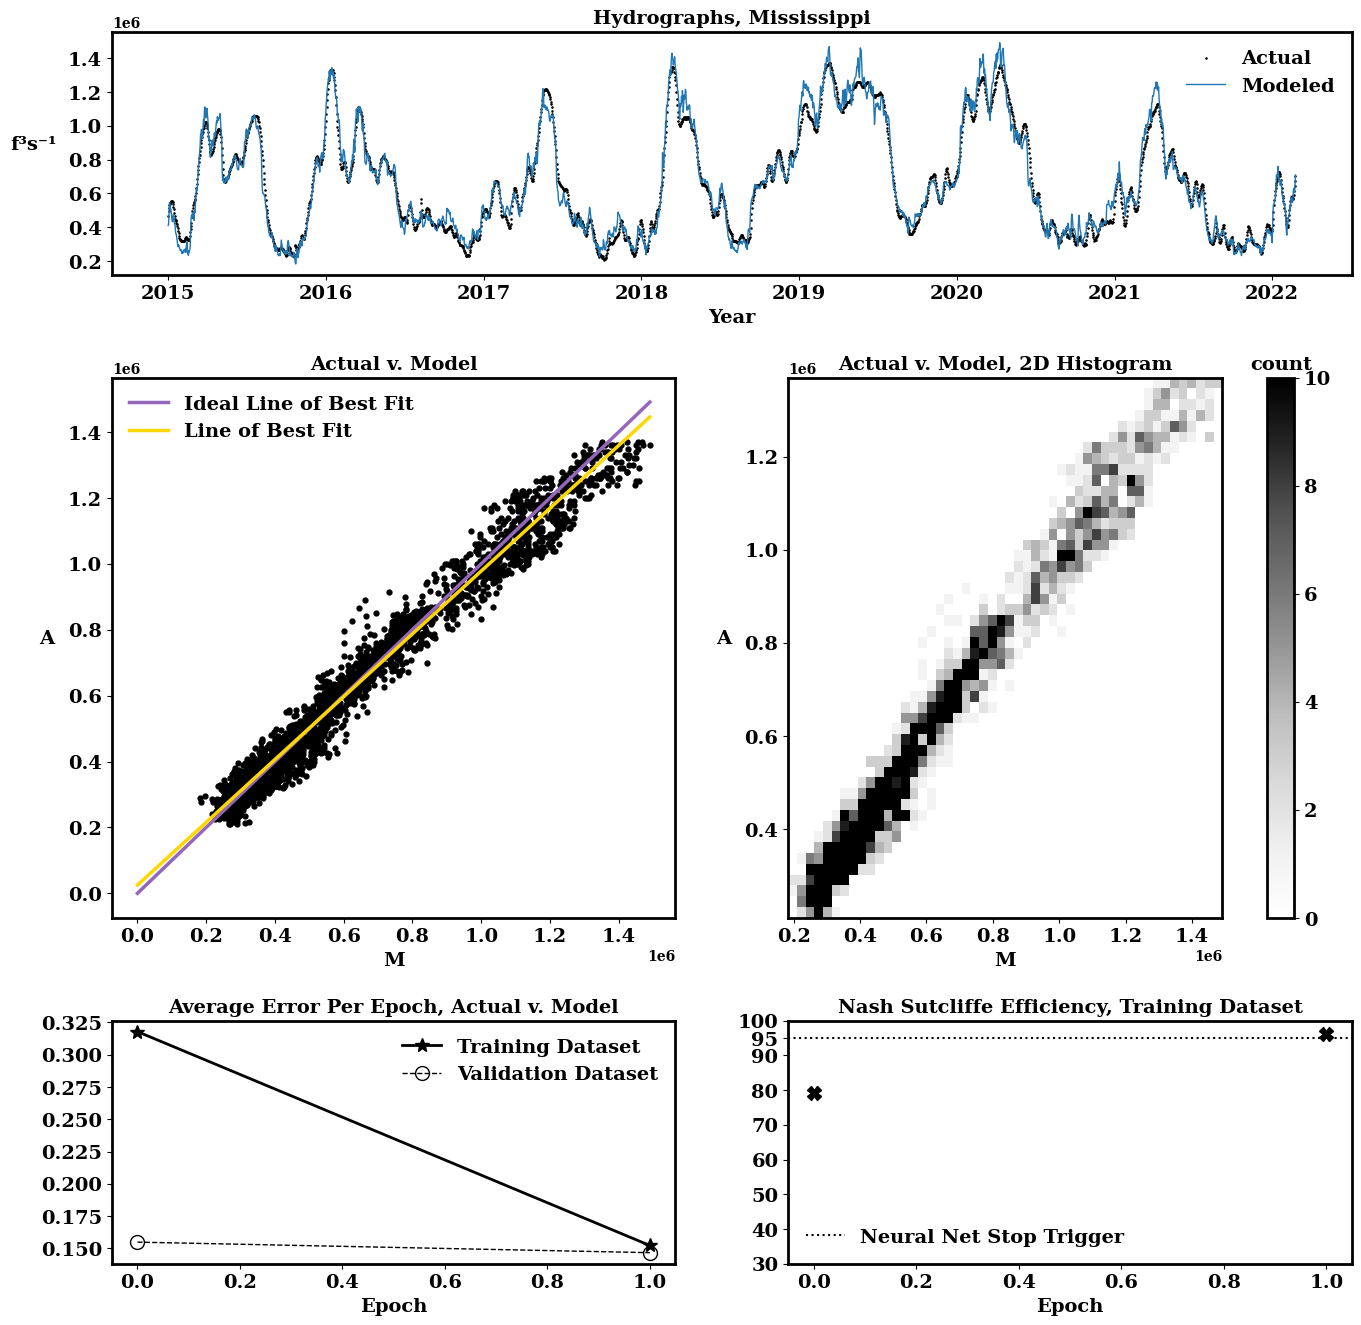 Hydrographs, Mississippi
1e6
1.4
1.2
1.0
0.8
0.6
0.4
0.2
f³s⁻¹
Actual
Modeled
2015 2016 2017 2018 2019 2020 2021 2022
Year
Actual v. Model
1e6
Ideal Line of Best Fit
Line of Best Fit
1.4
1.2
1.0
0.8
0.6
0.4
0.2
0.0
A
0.0 0.2 0.4 0.6 0.8 1.0 1.2 1.4
M
1e6
Actual v. Model, 2D Histogram
1e6
1.2
1.0
0.8
0.6
0.4
A
0.2 0.4 0.6 0.8 1.0 1.2 1.4
M
1e6
count
10
8
6
4
2
0
Average Error Per Epoch, Actual v. Model
0.325
0.300
0.275
0.250
0.225
0.200
0.175
0.150
Training Dataset
Validation Dataset
0.0 0.2 0.4 0.6 0.8 1.0
Epoch
Nash Sutcliffe Efficiency, Training Dataset
100
95
90
80
70
60
50
40
30
Neural Net Stop Trigger
0.0 0.2 0.4 0.6 0.8 1.0
Epoch